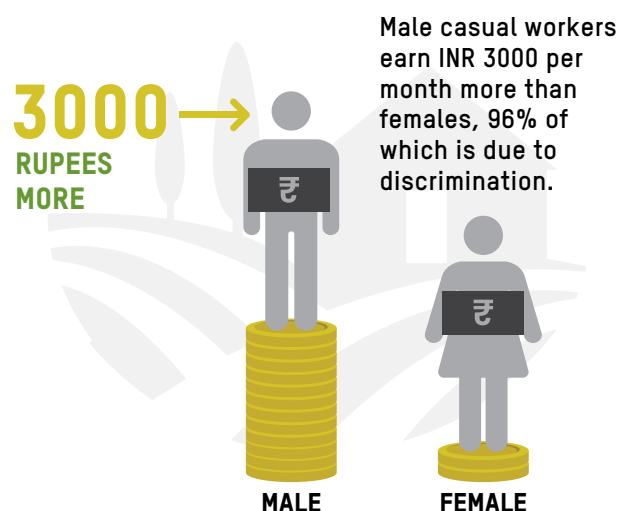 Male casual workers
earn INR 3000 per
month more than
females, 96% of
which is due to
discrimination.
3000
RUPEES
MORE
₹
₹
MALE
FEMALE